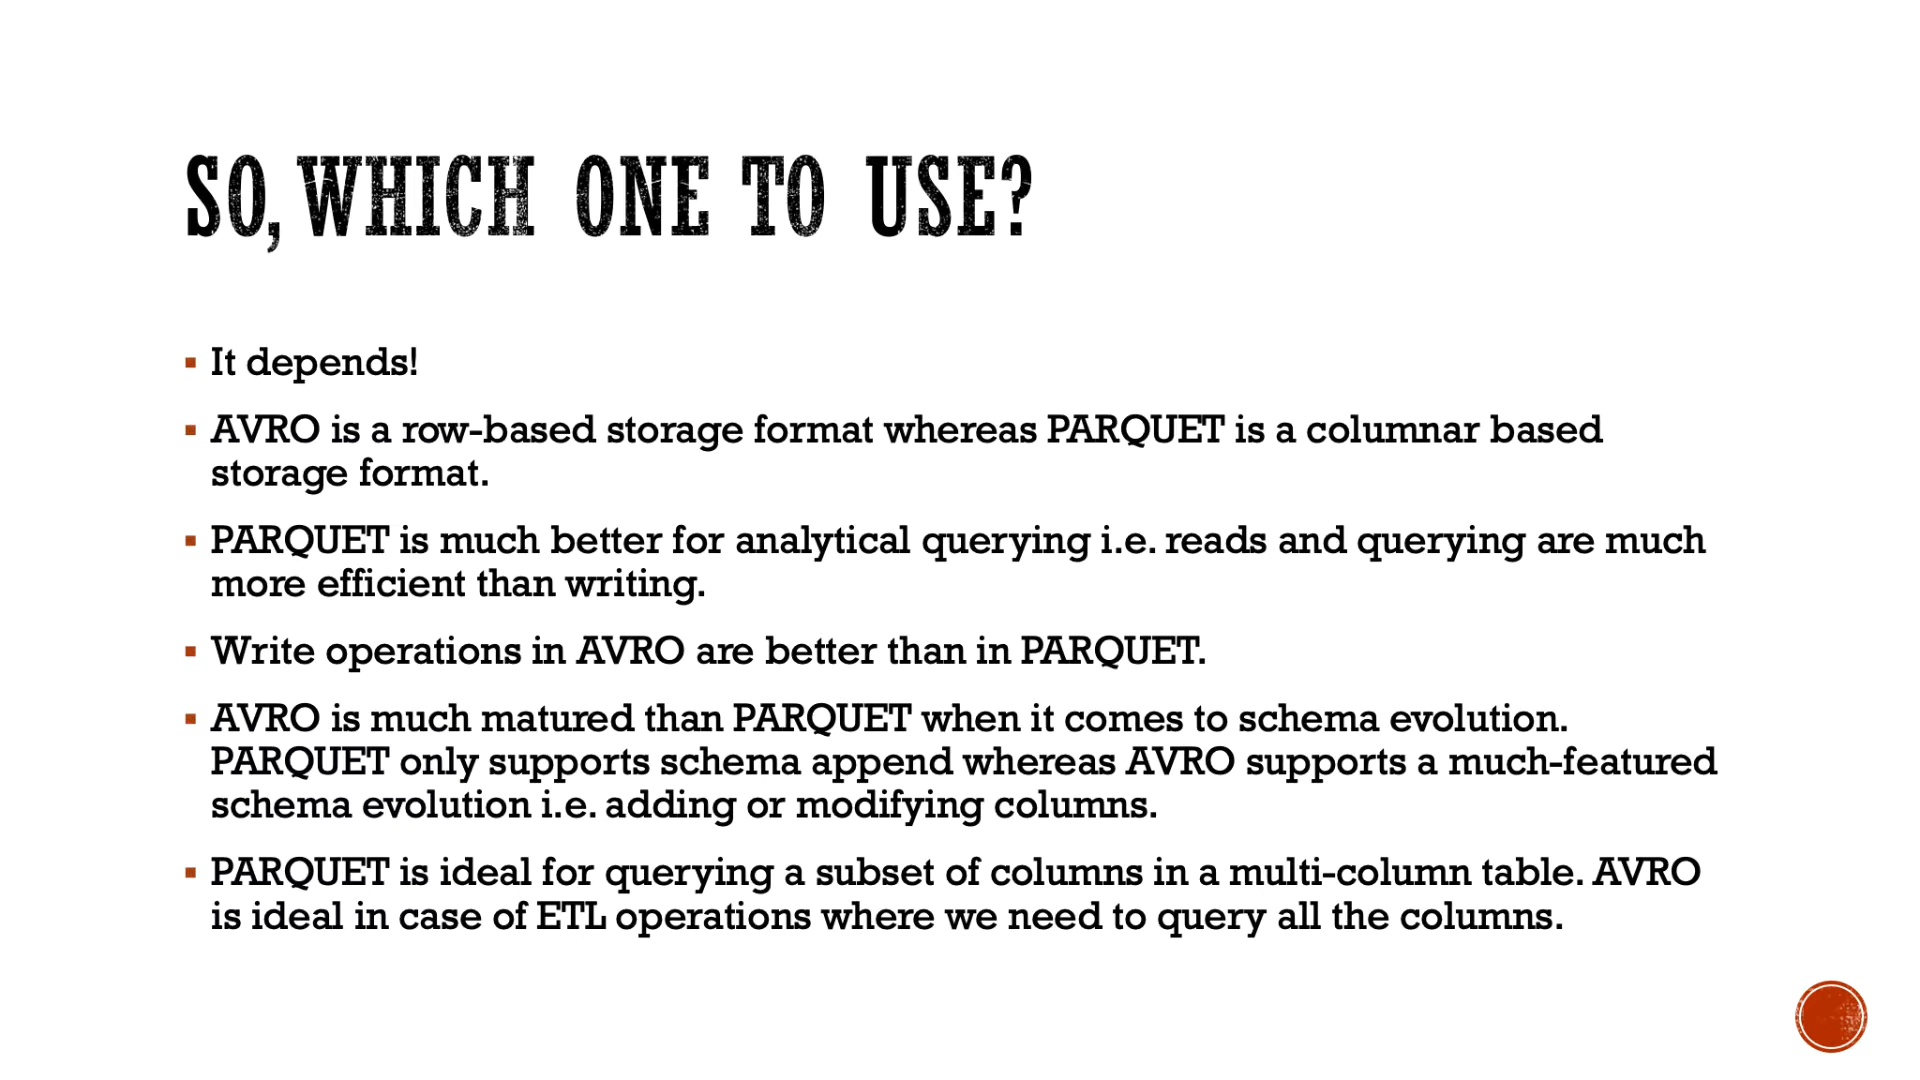 SO, WHICH ONE TO USE?
▪ It depends!
▪ AVRO is a row-based storage format whereas PARQUET is a columnar based
storage format.
▪ PARQUET is much better for analytical querying i.e. reads and querying are much
more efficient than writing.
▪ Write operations in AVRO are better than in PARQUET.
▪ AVRO is much matured than PARQUET when it comes to schema evolution.
PARQUET only supports schema append whereas AVRO supports a much-featured
schema evolution i.e. adding or modifying columns.
▪ PARQUET is ideal for querying a subset of columns in a multi-column table. AVRO
is ideal in case of ETL operations where we need to query all the columns.